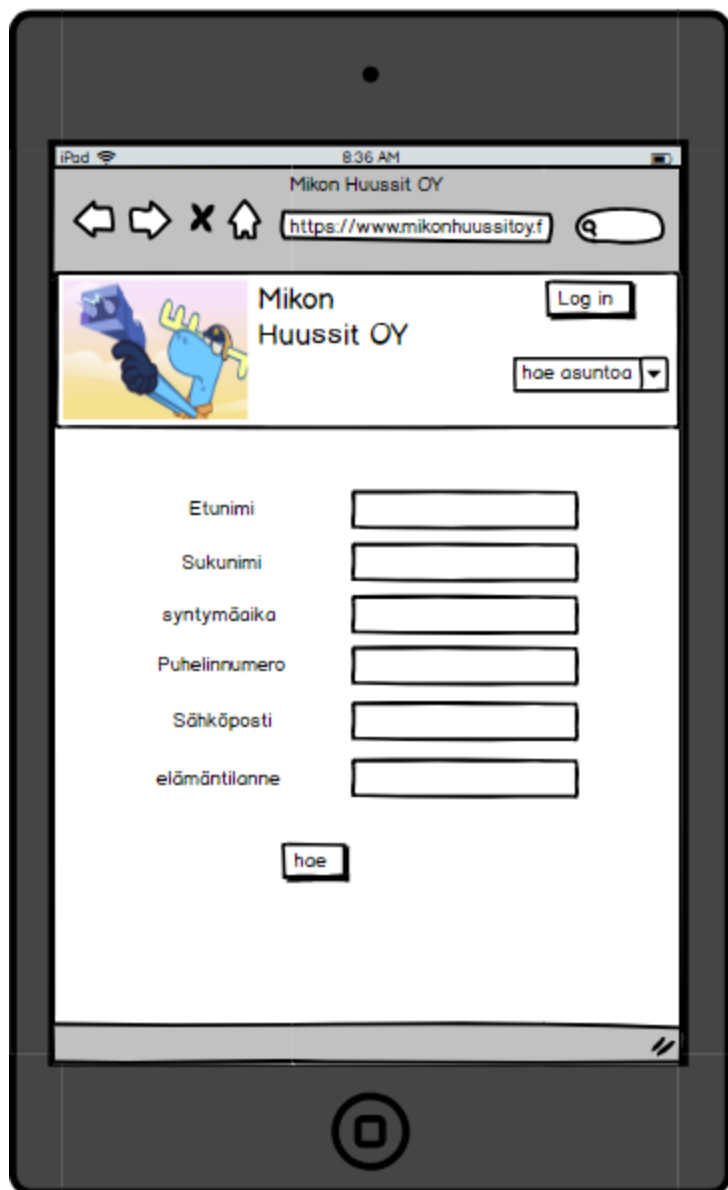 iPad
8:36 AM
Mikon Huussit OY
https://www.mikonhuussitoy.f
Mikon
Huussit OY
Log in
hae asuntoa
Etunimi
Sukunimi
syntymäaika
Puhelinnumero
Sähköposti
elämäntilanne
hae